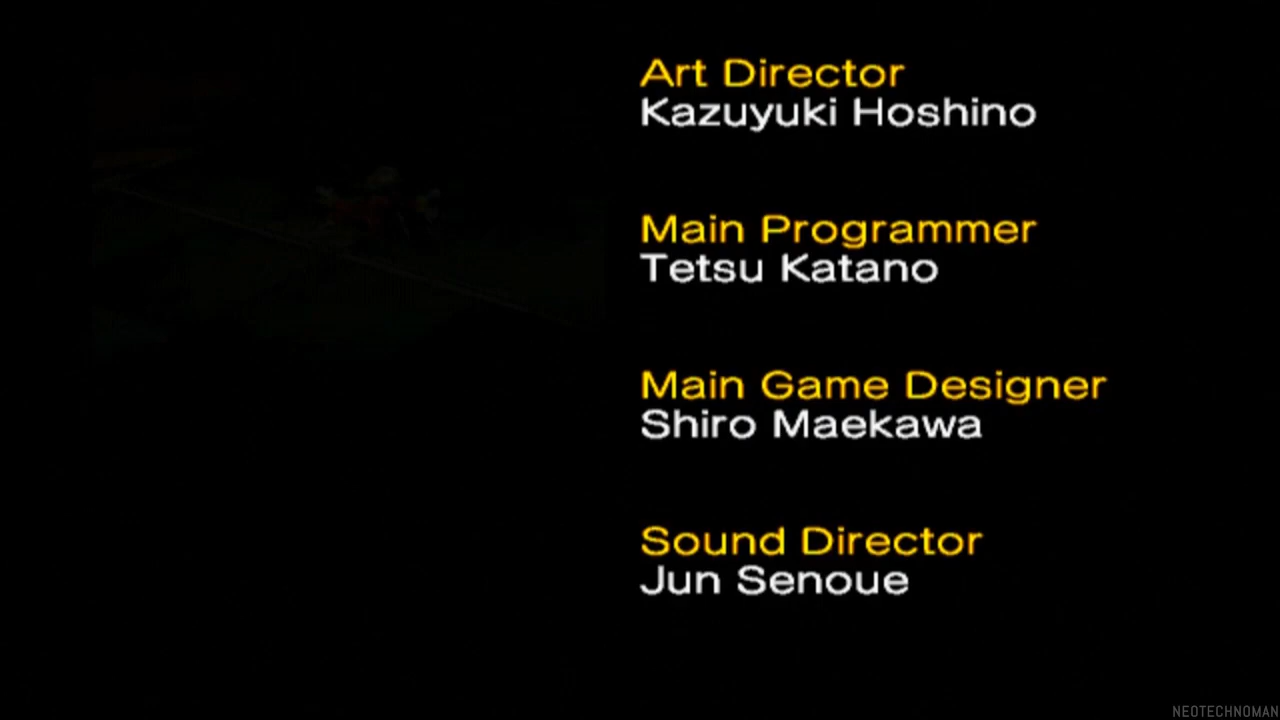 Art Director
Kazuyuki Hoshino
Main Programmer
Tetsu Katano
Main Game Designer
Shiro Maekawa
Sound Director
Jun Senoue
NEOTECHNOMAN